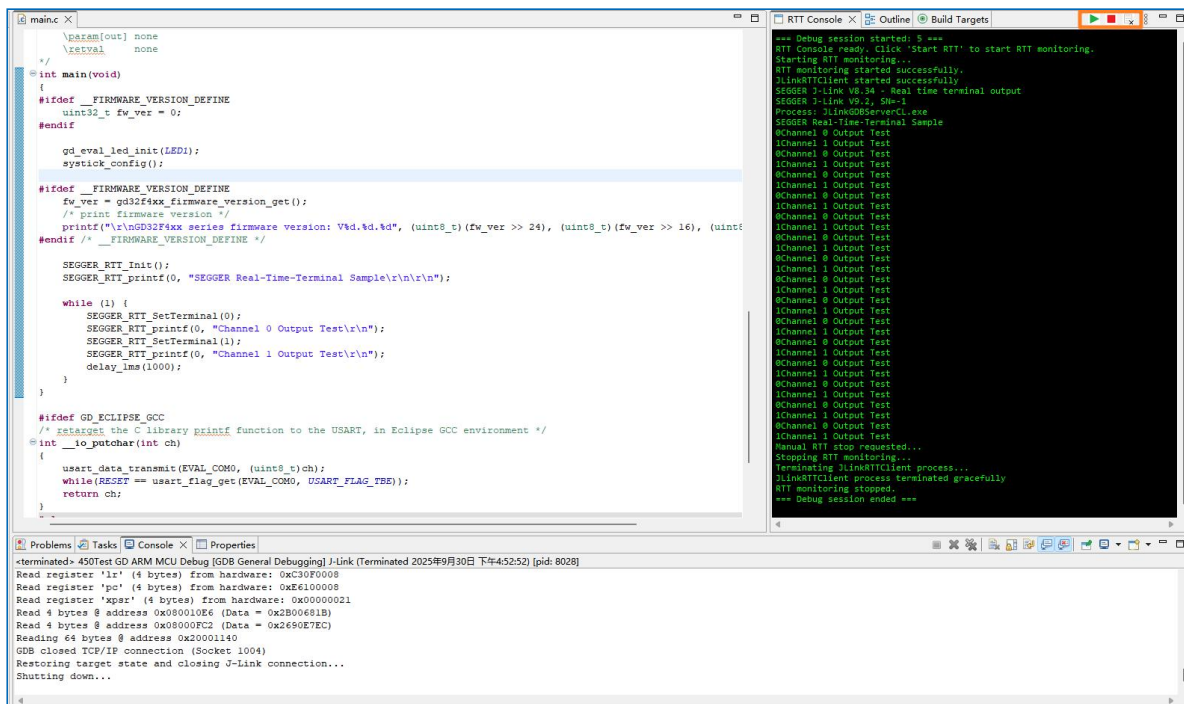 main.c
\param[out] none
\retval     none
*/
int main(void)
{
#ifdef __FIRMWARE_VERSION_DEFINE
    uint32_t fw_ver = 0;
#endif
    gd_eval_led_init(LED1);
    systick_config();
#ifdef __FIRMWARE_VERSION_DEFINE
    fw_ver = gd32f4xx_firmware_version_get();
    /* print firmware version */
    printf("\r\nGD32F4xx series firmware version: V%d.%d.%d", (uint8_t)(fw_ver >> 24), (uint8_t)(fw_ver >> 16), (uint8
#endif /* __FIRMWARE_VERSION_DEFINE */
    SEGGER_RTT_Init();
    SEGGER_RTT_printf(0, "SEGGER Real-Time-Terminal Sample\r\n\r\n");
    while (1) {
        SEGGER_RTT_SetTerminal(0);
        SEGGER_RTT_printf(0, "Channel 0 Output Test\r\n");
        SEGGER_RTT_SetTerminal(1);
        SEGGER_RTT_printf(0, "Channel 1 Output Test\r\n");
        delay_1ms(1000);
    }
}
#ifdef GD_ECLIPSE_GCC
/* retarget the C library printf function to the USART, in Eclipse GCC environment */
int __io_putchar(int ch)
{
    usart_data_transmit(EVAL_COM0, (uint8_t)ch);
    while(RESET == usart_flag_get(EVAL_COM0, USART_FLAG_TBE));
    return ch;
}
RTT Console Outline Build Targets
=== Debug session started: 5 ===
RTT Console ready. Click 'Start RTT' to start RTT monitoring.
Starting RTT monitoring...
RTT monitoring started successfully.
JLinkRTTClient started successfully
SEGGER J-Link V8.34 - Real time terminal output
SEGGER J-Link V9.2, SN=-1
Process: JLinkGDBServerCL.exe
SEGGER Real-Time-Terminal Sample
0Channel 0 Output Test
1Channel 1 Output Test
0Channel 0 Output Test
1Channel 1 Output Test
0Channel 0 Output Test
1Channel 1 Output Test
0Channel 0 Output Test
1Channel 1 Output Test
0Channel 0 Output Test
1Channel 1 Output Test
0Channel 0 Output Test
1Channel 1 Output Test
0Channel 0 Output Test
1Channel 1 Output Test
0Channel 0 Output Test
1Channel 1 Output Test
0Channel 0 Output Test
1Channel 1 Output Test
0Channel 0 Output Test
1Channel 1 Output Test
0Channel 0 Output Test
1Channel 1 Output Test
0Channel 0 Output Test
1Channel 1 Output Test
0Channel 0 Output Test
1Channel 1 Output Test
0Channel 0 Output Test
1Channel 1 Output Test
0Channel 0 Output Test
1Channel 1 Output Test
Manual RTT stop requested...
Stopping RTT monitoring...
Terminating JLinkRTTClient process...
JLinkRTTClient process terminated gracefully
RTT monitoring stopped.
=== Debug session ended ===
Problems Tasks Console Properties
<terminated> 450Test GD ARM MCU Debug [GDB General Debugging] J-Link (Terminated 2025年9月30日 下午4:52:52) [pid: 8028]
Read register 'lr' (4 bytes) from hardware: 0xC30F0008
Read register 'pc' (4 bytes) from hardware: 0xE6100008
Read register 'xpsr' (4 bytes) from hardware: 0x00000021
Read 4 bytes @ address 0x080010E6 (Data = 0x2B00681B)
Read 4 bytes @ address 0x08000FC2 (Data = 0x2690E7EC)
Reading 64 bytes @ address 0x20001140
GDB closed TCP/IP connection (Socket 1004)
Restoring target state and closing J-Link connection...
Shutting down...